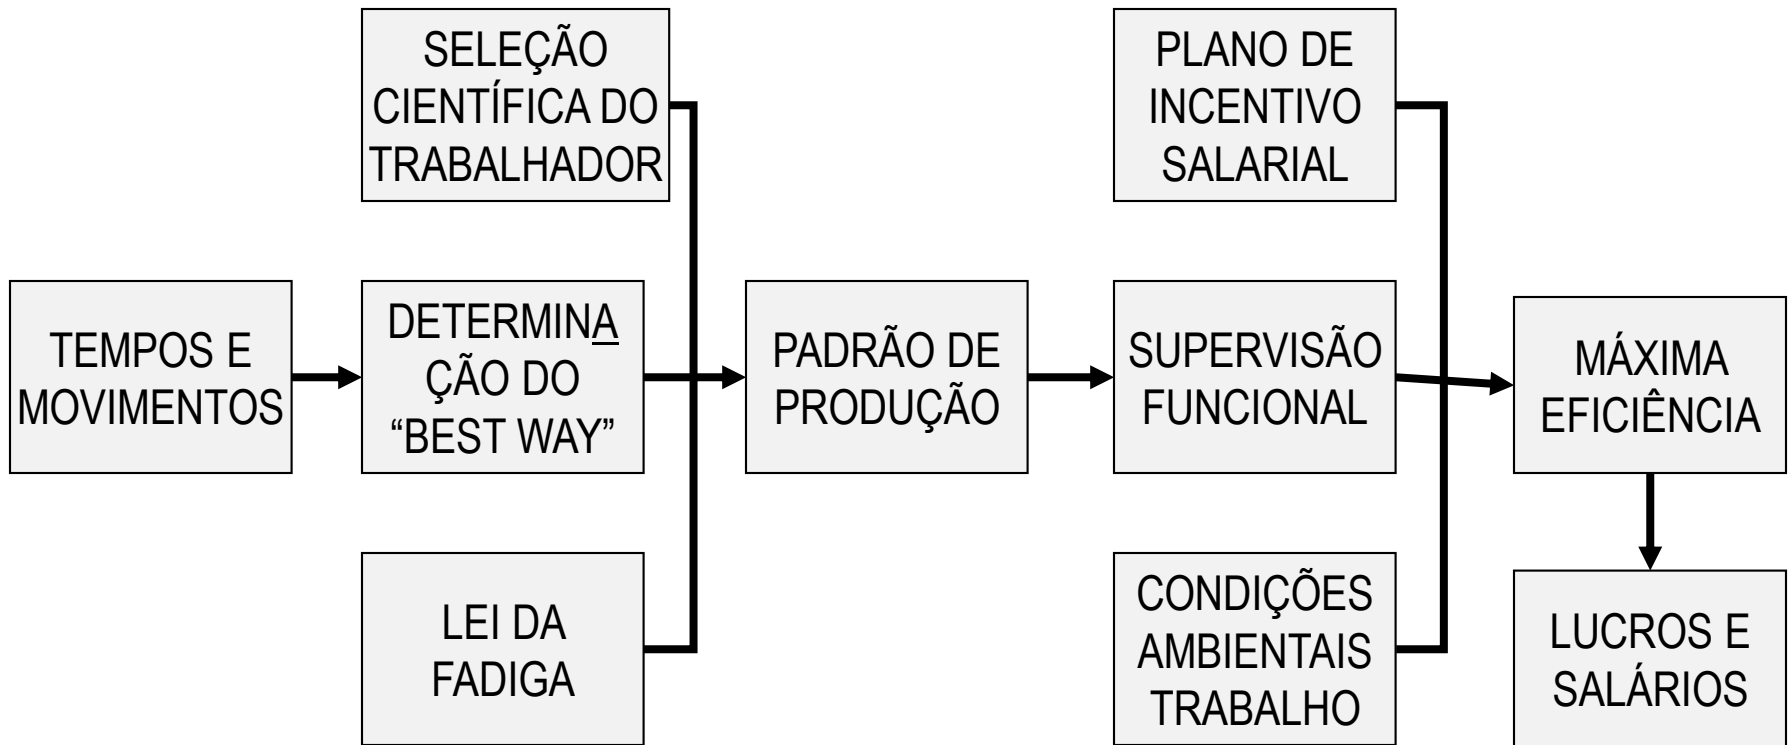 SELEÇÃO
CIENTÍFICA DO
TRABALHADOR
PLANO DE
INCENTIVO
SALARIAL
TEMPOS E
MOVIMENTOS
DETERMINA
ÇÃO DO
“BEST WAY”
PADRÃO DE
PRODUÇÃO
SUPERVISÃO
FUNCIONAL
MÁXIMA
EFICIÊNCIA
LEI DA
FADIGA
CONDIÇÕES
AMBIENTAIS
TRABALHO
LUCROS E
SALÁRIOS